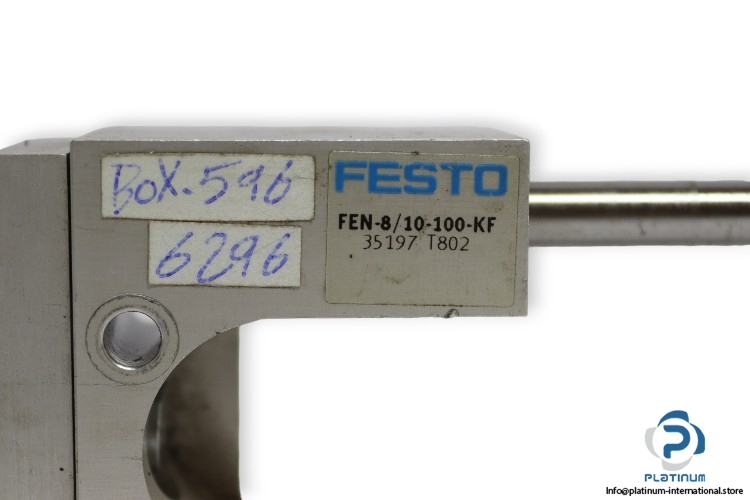 BOX-596
6296
FESTO
FEN-8/10-100-KF
35197 T802
PLATINUM
Info@platinum-international.store